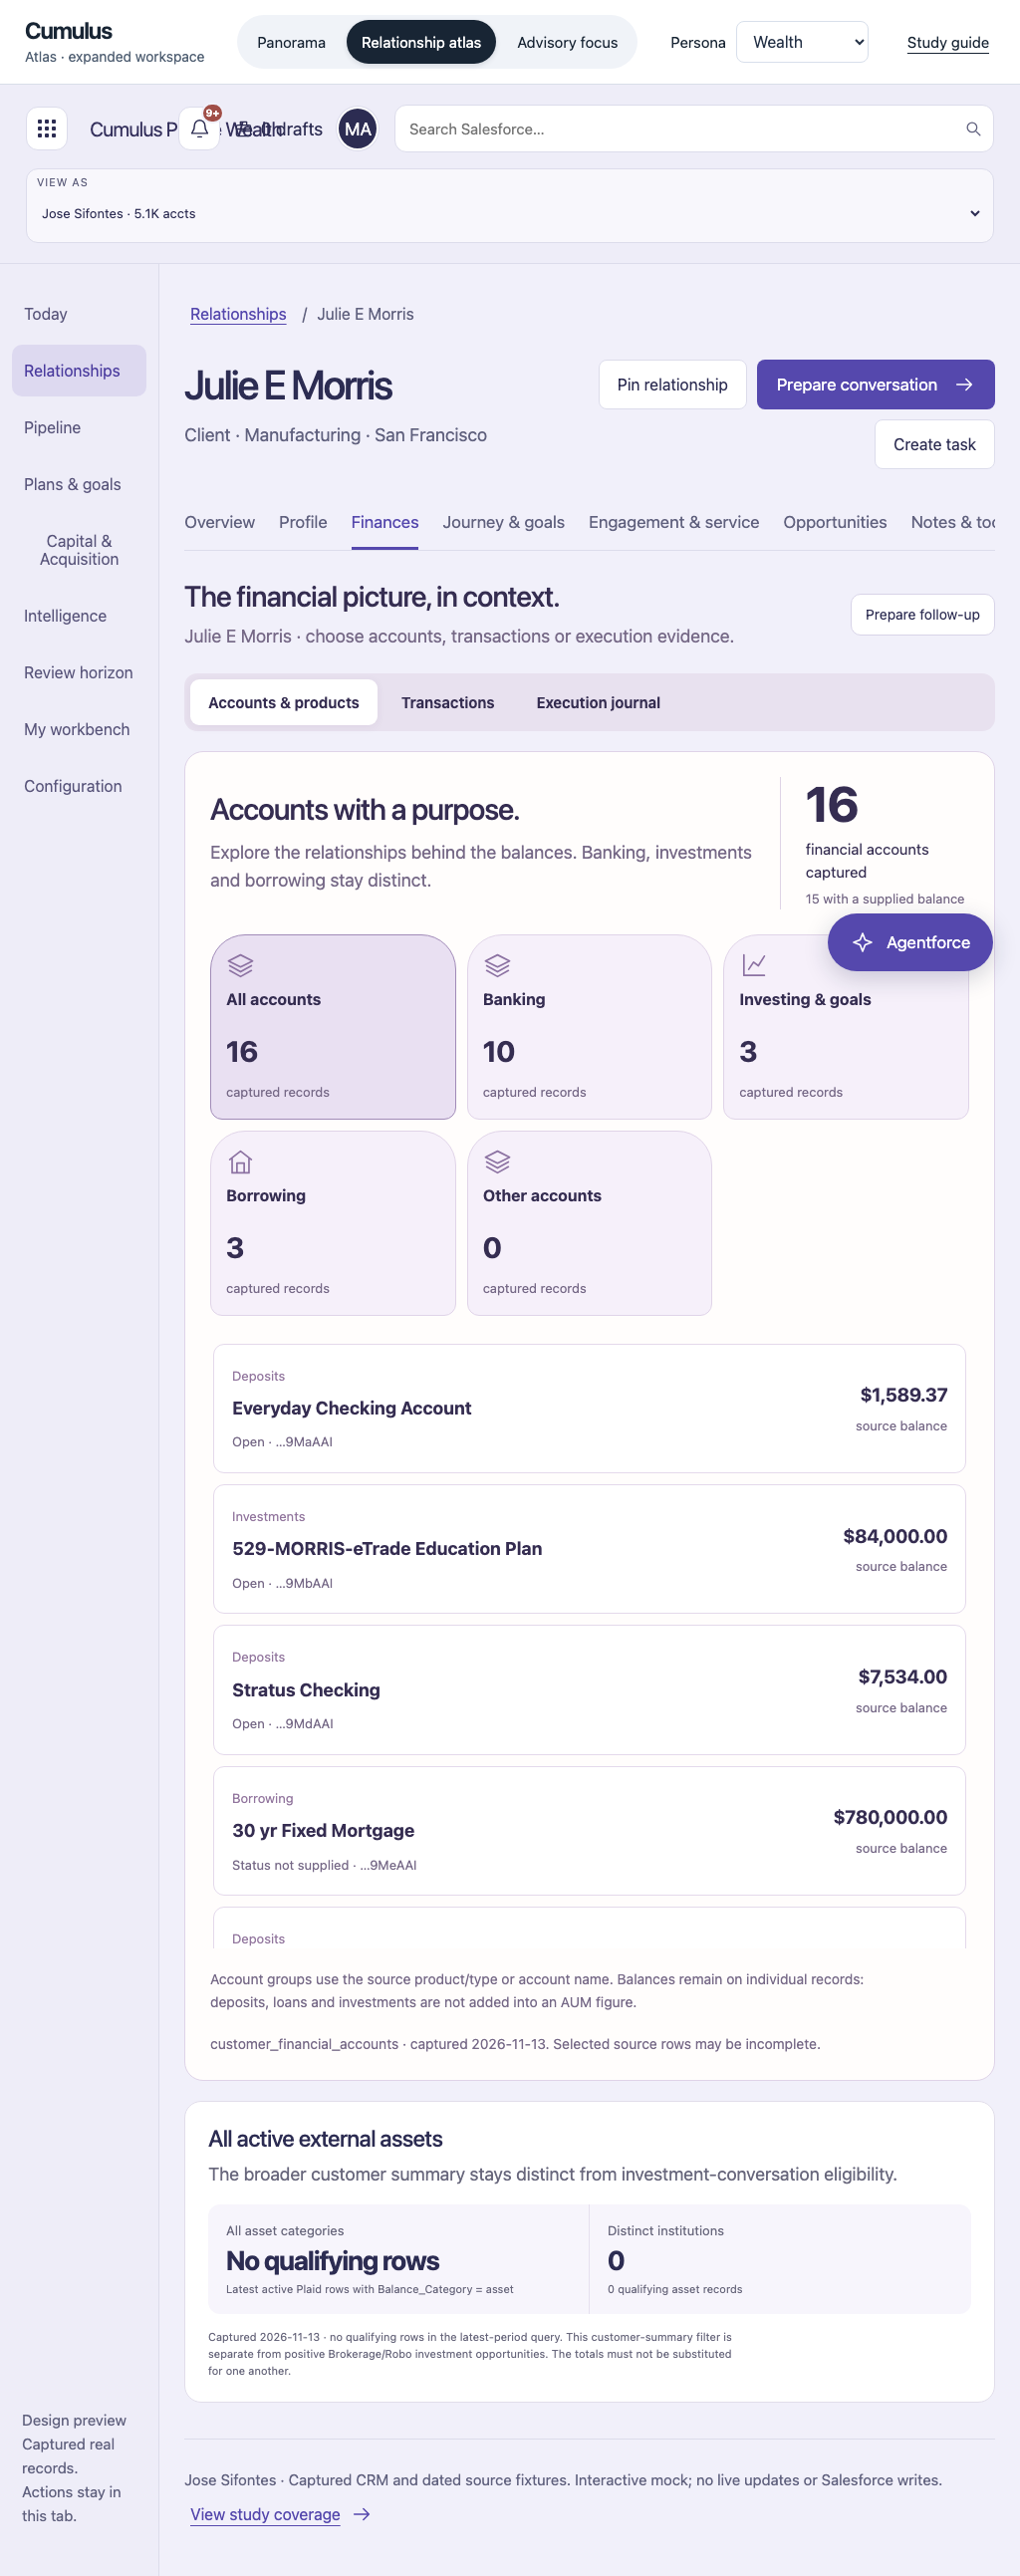 Cumulus
Atlas · expanded workspace
Panorama
Relationship atlas
Advisory focus
Persona
Wealth
Study guide
Cumulus P Wealth
9+
drafts
MA
Search Salesforce...
VIEW AS
Jose Sifontes · 5.1K accts
Today
Relationships
Pipeline
Plans & goals
Capital &
Acquisition
Intelligence
Review horizon
My workbench
Configuration
Relationships / Julie E Morris
Julie E Morris
Client · Manufacturing · San Francisco
Pin relationship
Prepare conversation
Create task
Overview
Profile
Finances
Journey & goals
Engagement & service
Opportunities
Notes & too
The financial picture, in context.
Julie E Morris · choose accounts, transactions or execution evidence.
Prepare follow-up
Accounts & products
Transactions
Execution journal
Accounts with a purpose.
Explore the relationships behind the balances. Banking, investments
and borrowing stay distinct.
16
financial accounts
captured
15 with a supplied balance
Agentforce
All accounts
16
captured records
Banking
10
captured records
Investing & goals
3
captured records
Borrowing
3
captured records
Other accounts
0
captured records
Deposits
Everyday Checking Account
Open · …9MaAAI
$1,589.37
source balance
Investments
529-MORRIS-eTrade Education Plan
Open · …9MbAAI
$84,000.00
source balance
Deposits
Stratus Checking
Open · …9MdAAI
$7,534.00
source balance
Borrowing
30 yr Fixed Mortgage
Status not supplied · …9MeAAI
$780,000.00
source balance
Deposits
Account groups use the source product/type or account name. Balances remain on individual records:
deposits, loans and investments are not added into an AUM figure.
customer_financial_accounts · captured 2026-11-13. Selected source rows may be incomplete.
All active external assets
The broader customer summary stays distinct from investment-conversation eligibility.
All asset categories
No qualifying rows
Latest active Plaid rows with Balance_Category = asset
Distinct institutions
0
0 qualifying asset records
Captured 2026-11-13 · no qualifying rows in the latest-period query. This customer-summary filter is
separate from positive Brokerage/Robo investment opportunities. The totals must not be substituted
for one another.
Design preview
Captured real
records.
Actions stay in
this tab.
Jose Sifontes · Captured CRM and dated source fixtures. Interactive mock; no live updates or Salesforce writes.
View study coverage